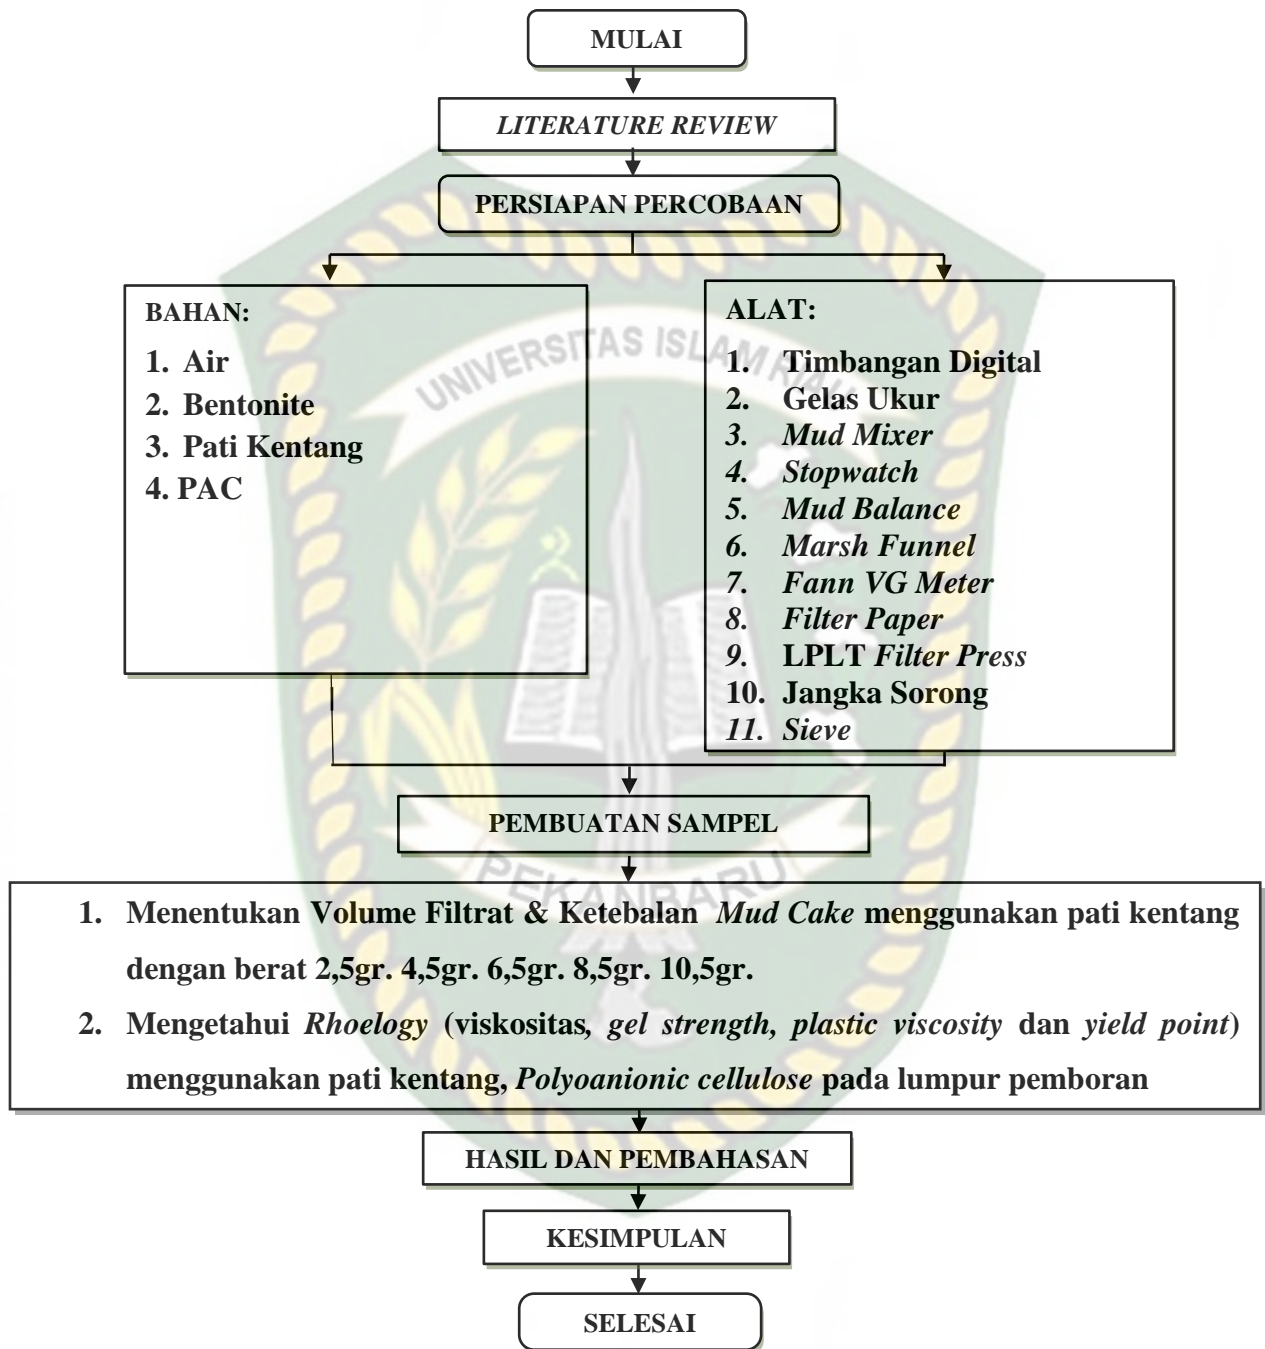 MULAI
LITERATURE REVIEW
PERSIAPAN PERCOBAAN
BAHAN:
1. Air
2. Bentonite
3. Pati Kentang
4. PAC
ALAT:
1. Timbangan Digital
2. Gelas Ukur
3. Mud Mixer
4. Stopwatch
5. Mud Balance
6. Marsh Funnel
7. Fann VG Meter
8. Filter Paper
9. LPLT Filter Press
10. Jangka Sorong
11. Sieve
UNIVERSITAS ISLAM RIAU
PEMBUATAN SAMPEL
PEKANBARU
1. Menentukan Volume Filtrat & Ketebalan Mud Cake menggunakan pati kentang
dengan berat 2,5gr. 4,5gr. 6,5gr. 8,5gr. 10,5gr.
2. Mengetahui Rhoelogy (viskositas, gel strength, plastic viscosity dan yield point)
menggunakan pati kentang, Polyoanionic cellulose pada lumpur pemboran
HASIL DAN PEMBAHASAN
KESIMPULAN
SELESAI